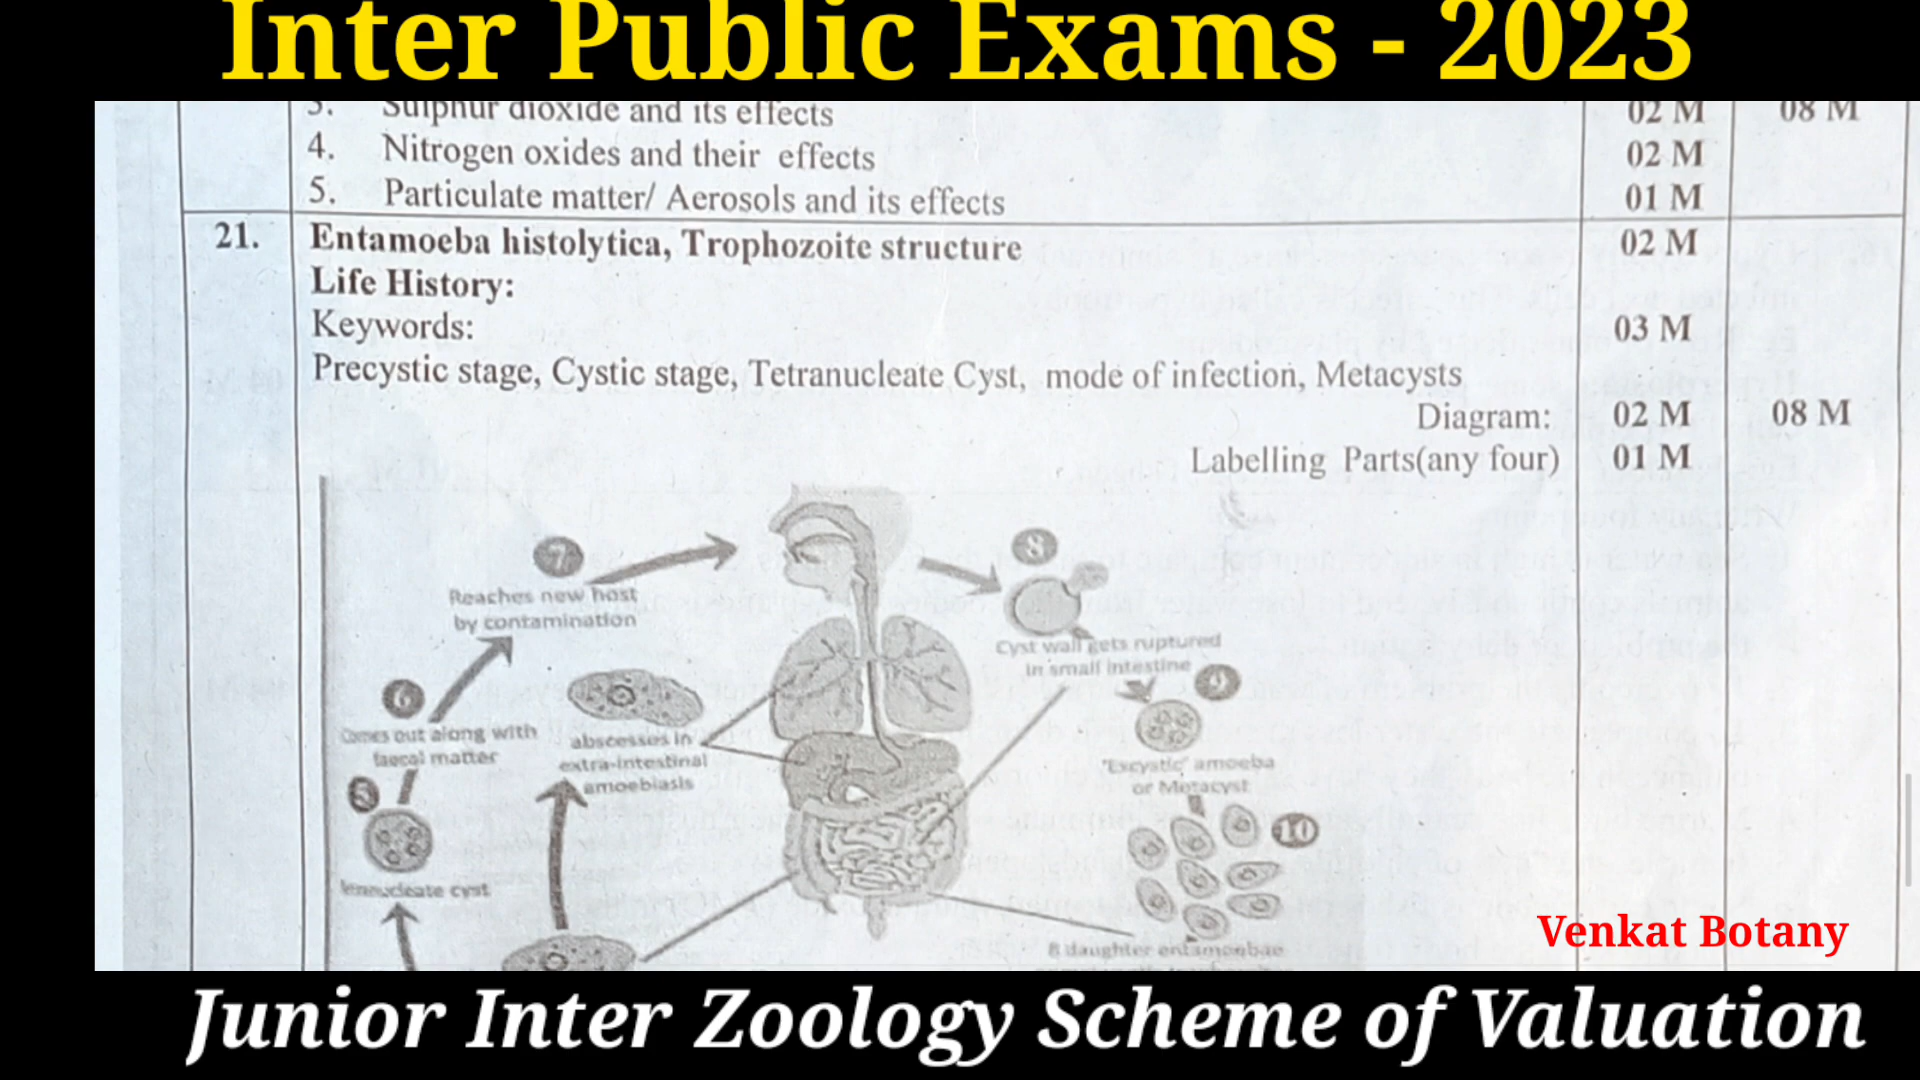 Inter Public Exams - 2023
3. Sulphur dioxide and its effects 02 M 08 M
4. Nitrogen oxides and their effects 02 M
5. Particulate matter/ Aerosols and its effects 01 M
21. Entamoeba histolytica, Trophozoite structure 02 M
Life History:
Keywords: 03 M
Precystic stage, Cystic stage, Tetranucleate Cyst, mode of infection, Metacysts
Diagram: 02 M 08 M
Labelling Parts(any four) 01 M
7
Reaches new host
by contamination
8
Cyst wall gets ruptured
in small intestine
9
6
Comes out along with
faecal matter
abscesses in
extra-intestinal
amoebiasis
'Excystic' amoeba
or Metacyst
5
10
cyst
8 daughter entamoebae
Venkat Botany
Junior Inter Zoology Scheme of Valuation